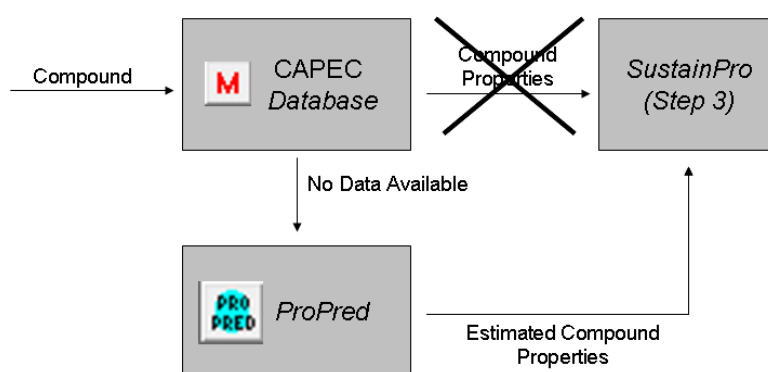 Compound
M
CAPEC
Database
Compound
Properties
SustainPro
(Step 3)
No Data Available
PRO
PRED
ProPred
Estimated Compound
Properties